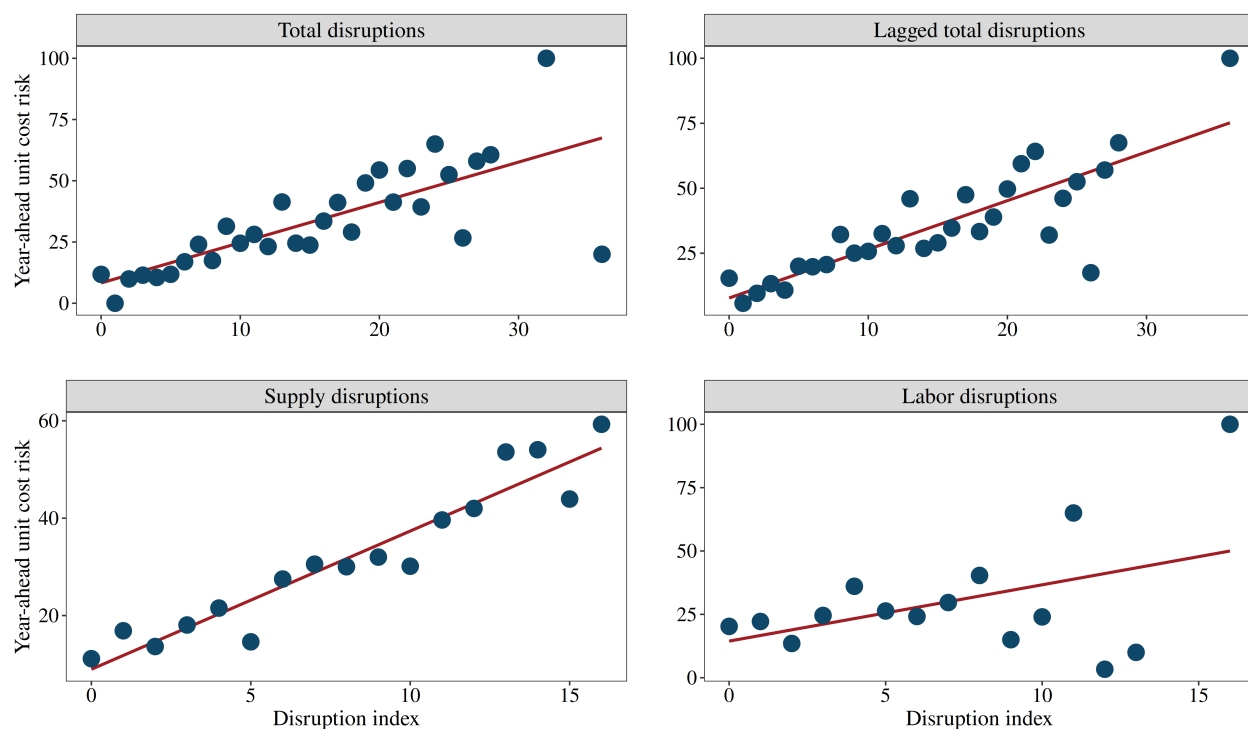 Total disruptions
Lagged total disruptions
Year-ahead unit cost risk
100
75
50
25
0
0 10 20 30
100
75
50
25
0 10 20 30
Supply disruptions
Labor disruptions
Year-ahead unit cost risk
60
40
20
0 5 10 15
Disruption index
100
75
50
25
0
0 5 10 15
Disruption index